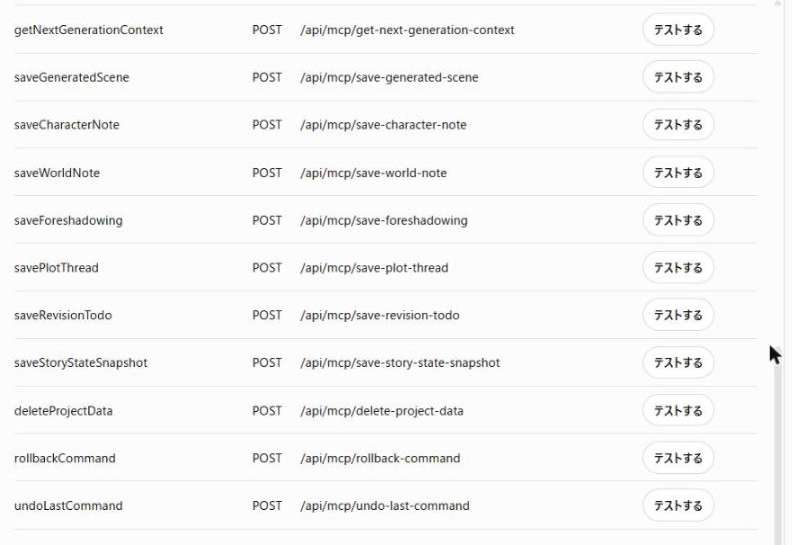 getNextGenerationContext POST /api/mcp/get-next-generation-context テストする
saveGeneratedScene POST /api/mcp/save-generated-scene テストする
saveCharacterNote POST /api/mcp/save-character-note テストする
saveWorldNote POST /api/mcp/save-world-note テストする
saveForeshadowing POST /api/mcp/save-foreshadowing テストする
savePlotThread POST /api/mcp/save-plot-thread テストする
saveRevisionTodo POST /api/mcp/save-revision-todo テストする
saveStoryStateSnapshot POST /api/mcp/save-story-state-snapshot テストする
deleteProjectData POST /api/mcp/delete-project-data テストする
rollbackCommand POST /api/mcp/rollback-command テストする
undoLastCommand POST /api/mcp/undo-last-command テストする